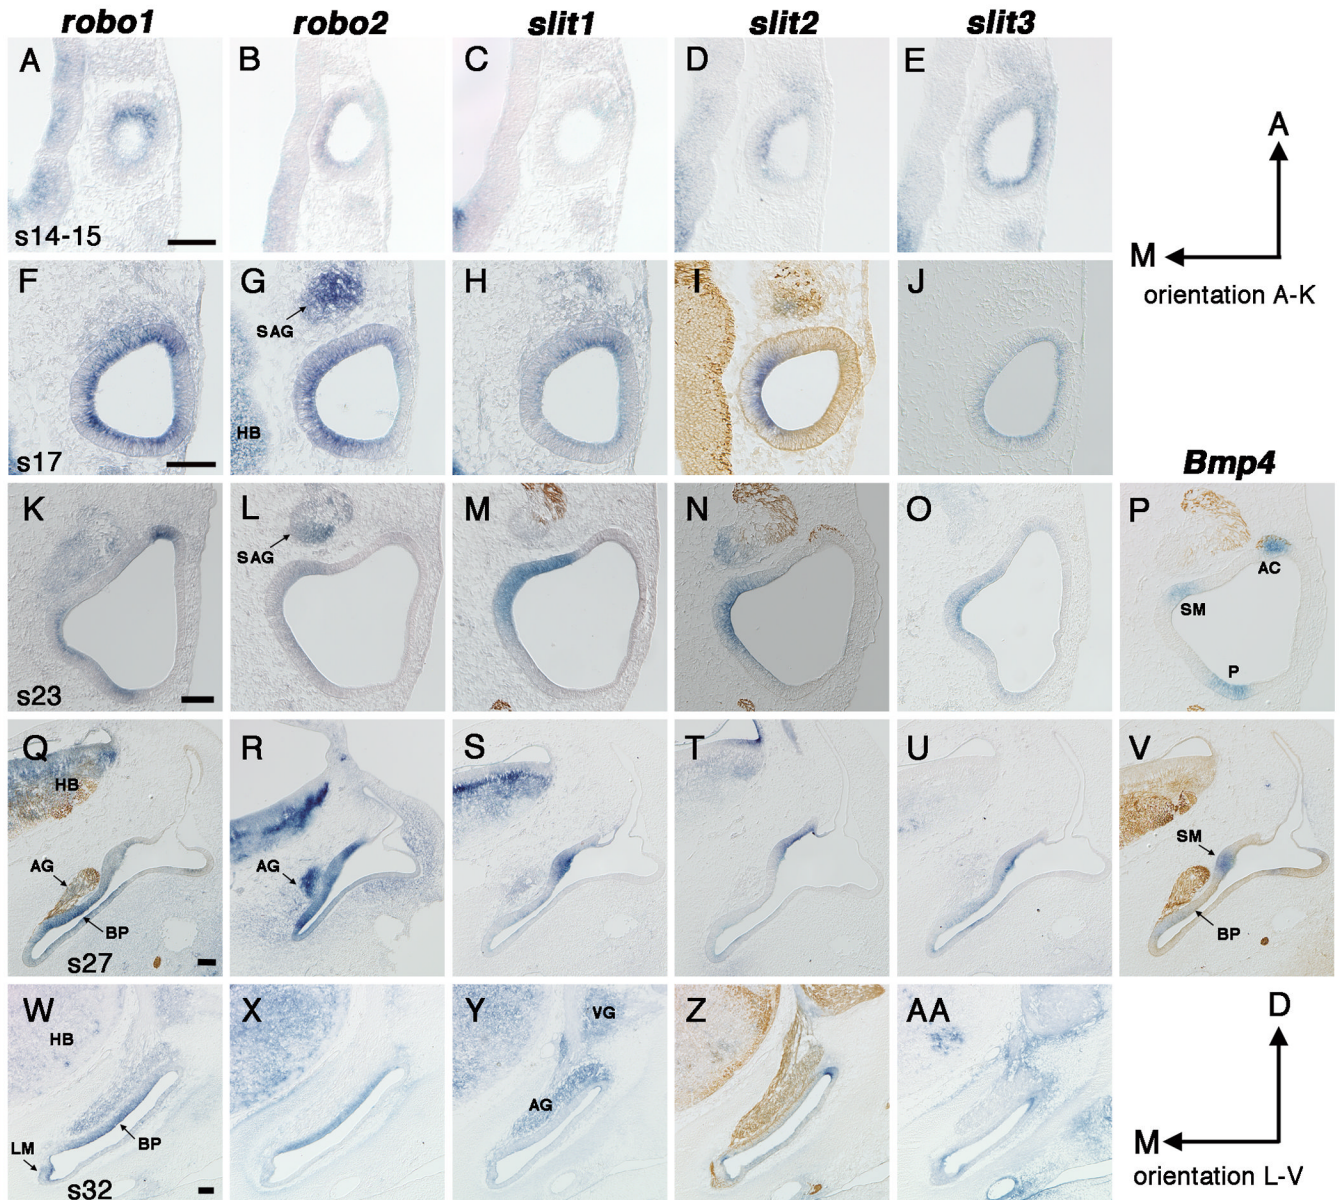 robo1 robo2 slit1 slit2 slit3
A B C D E
s14-15
A
M
orientation A-K
F G H I J
SAG
HB
s17
Bmp4
K L M N O P
SAG
AC
SM
P
s23
Q R S T U V
HB
SM
AG AG
BP BP
s27
W X Y Z AA
HB VG
D
AG
LM BP
M
s32
orientation L-V